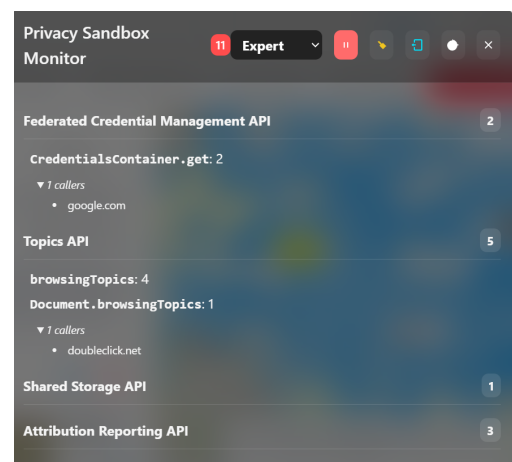 Privacy Sandbox
Monitor
11 Expert
Federated Credential Management API 2
CredentialsContainer.get: 2
▼ 1 callers
• google.com
Topics API 5
browsingTopics: 4
Document.browsingTopics: 1
▼ 1 callers
• doubleclick.net
Shared Storage API 1
Attribution Reporting API 3